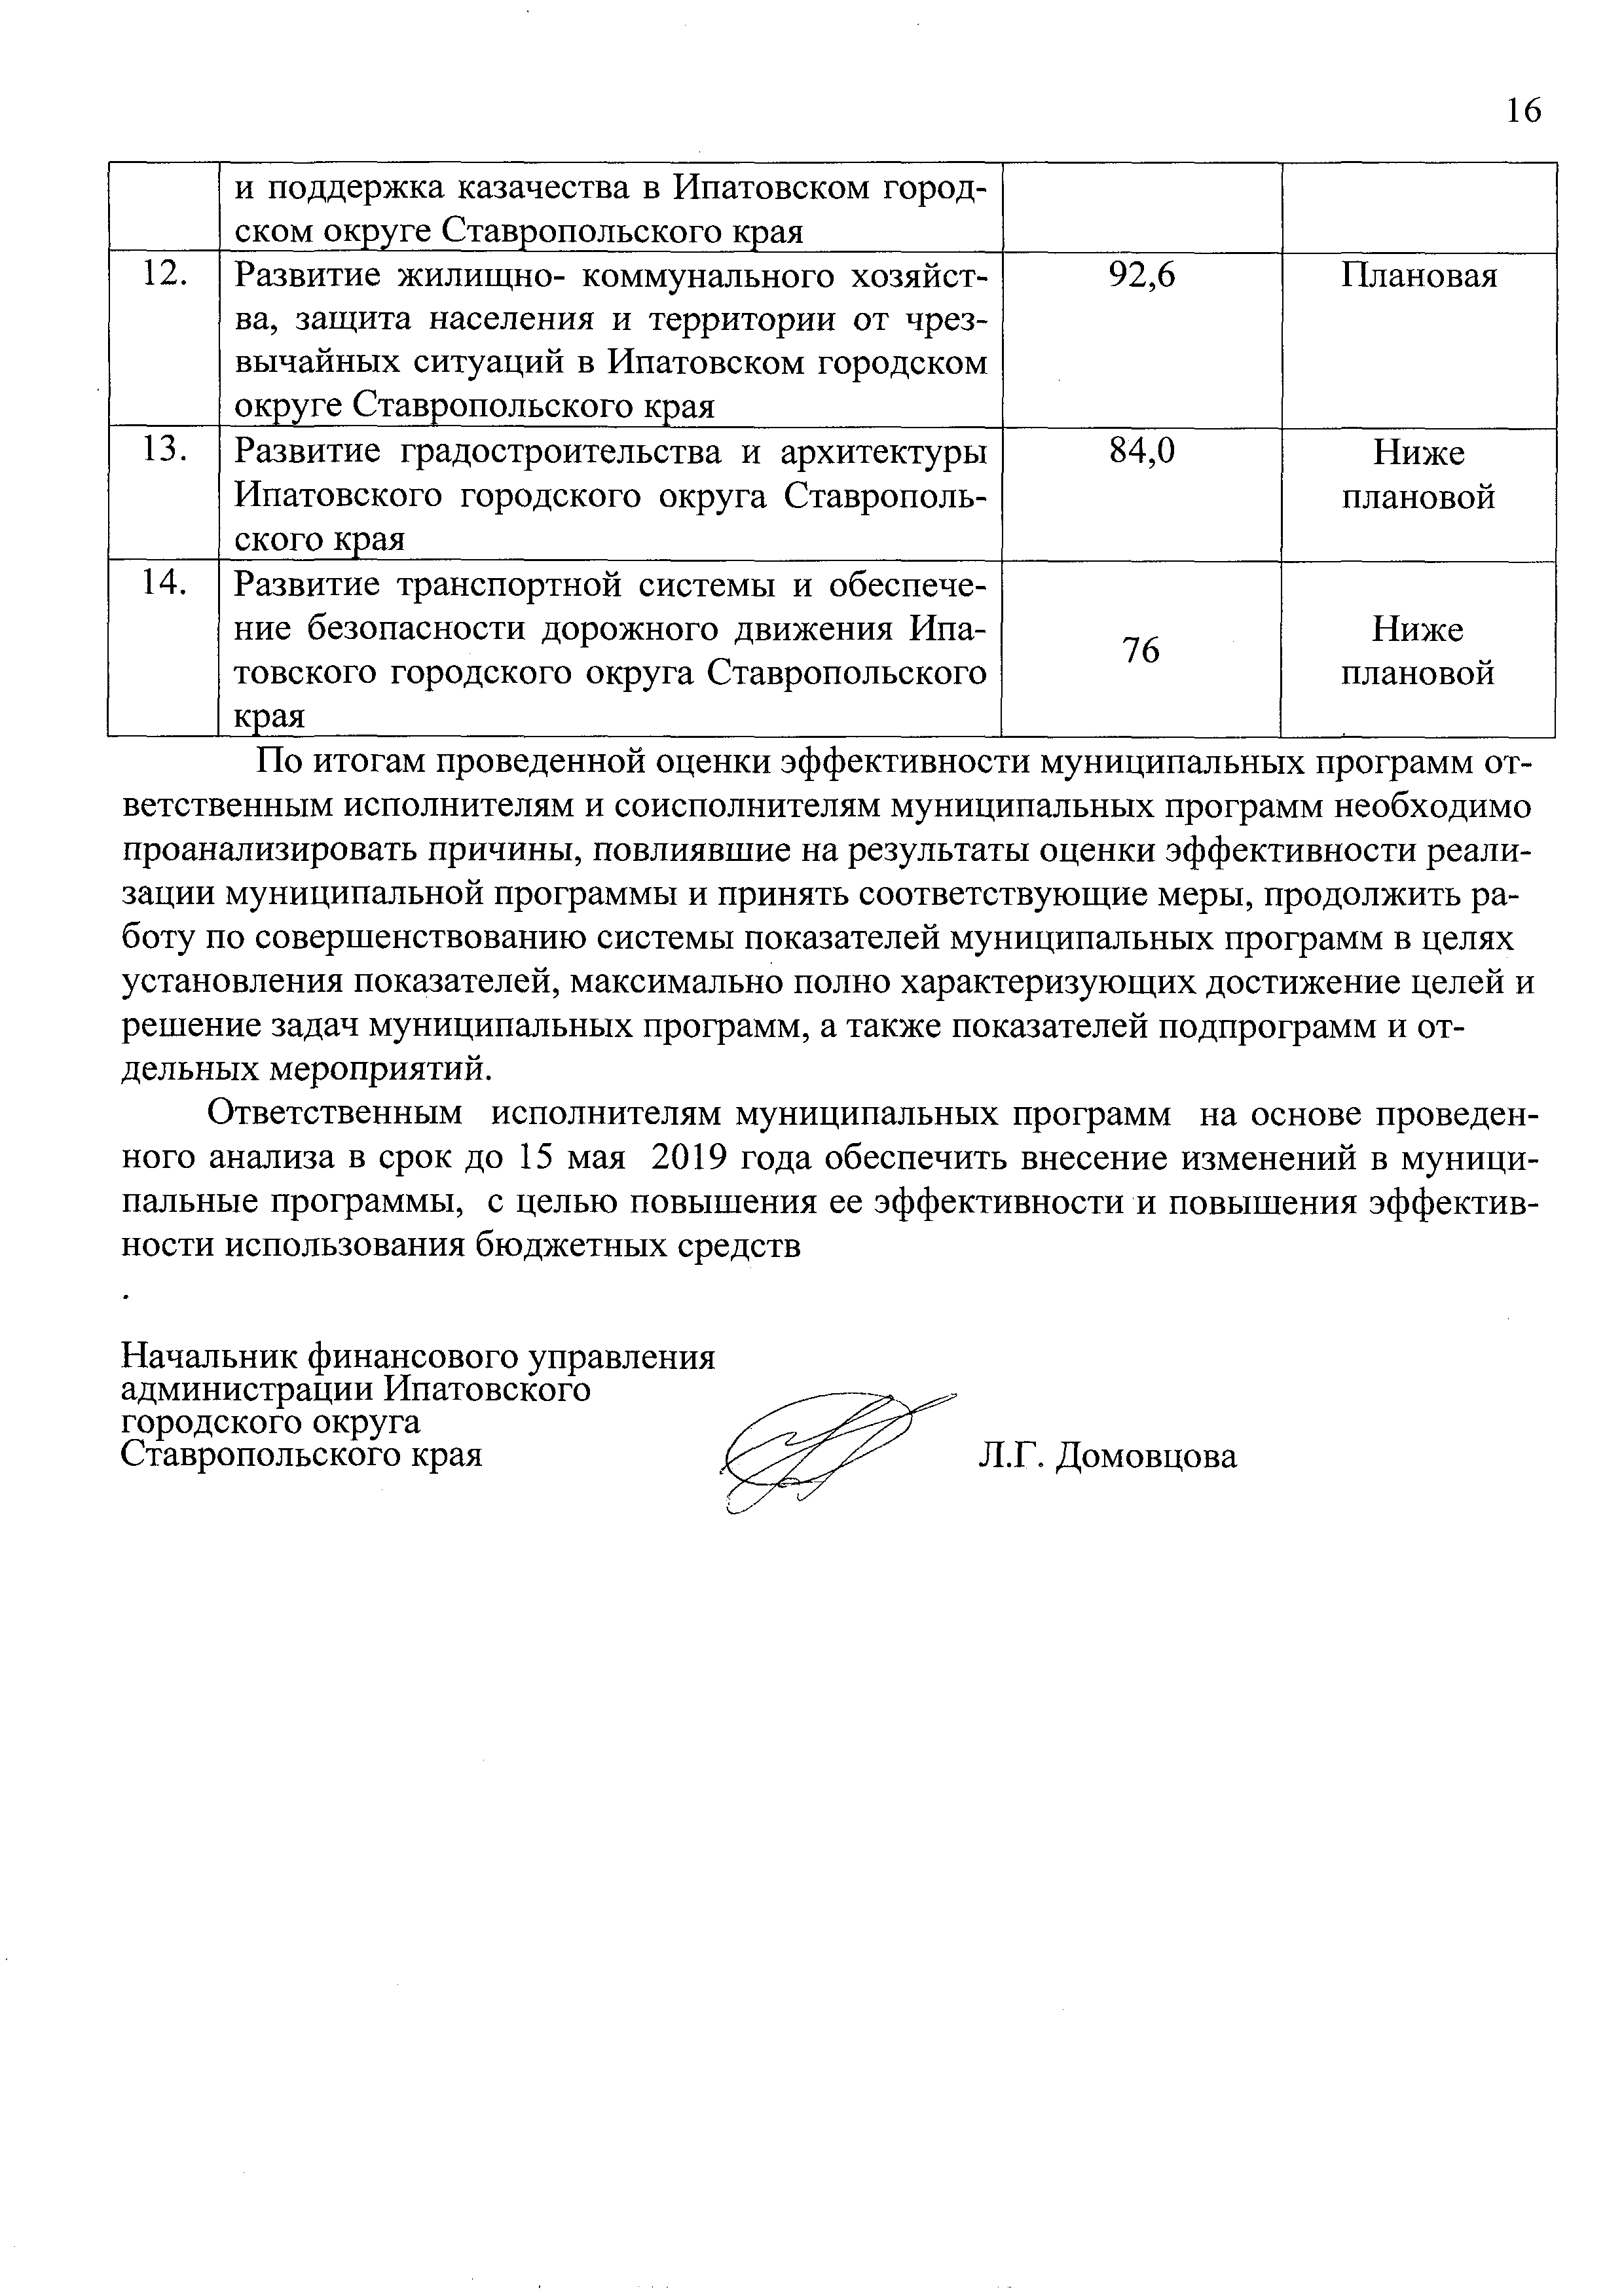 16
и поддержка казачества в Ипатовском город-
ском округе Ставропольского края
12. Развитие жилищно- коммунального хозяйст- 92,6 Плановая
ва, защита населения и территории от чрез-
вычайных ситуаций в Ипатовском городском
округе Ставропольского края
13. Развитие градостроительства и архитектуры 84,0 Ниже
Ипатовского городского округа Ставрополь- плановой
ского края
14. Развитие транспортной системы и обеспече-
ние безопасности дорожного движения Ипа- 76 Ниже
товского городского округа Ставропольского плановой
края
По итогам проведенной оценки эффективности муниципальных программ от-
ветственным исполнителям и соисполнителям муниципальных программ необходимо
проанализировать причины, повлиявшие на результаты оценки эффективности реали-
зации муниципальной программы и принять соответствующие меры, продолжить ра-
боту по совершенствованию системы показателей муниципальных программ в целях
установления показателей, максимально полно характеризующих достижение целей и
решение задач муниципальных программ, а также показателей подпрограмм и от-
дельных мероприятий.
Ответственным исполнителям муниципальных программ на основе проведен-
ного анализа в срок до 15 мая 2019 года обеспечить внесение изменений в муници-
пальные программы, с целью повышения ее эффективности и повышения эффектив-
ности использования бюджетных средств
.
Начальник финансового управления
администрации Ипатовского
городского округа
Ставропольского края Л.Г. Домовцова